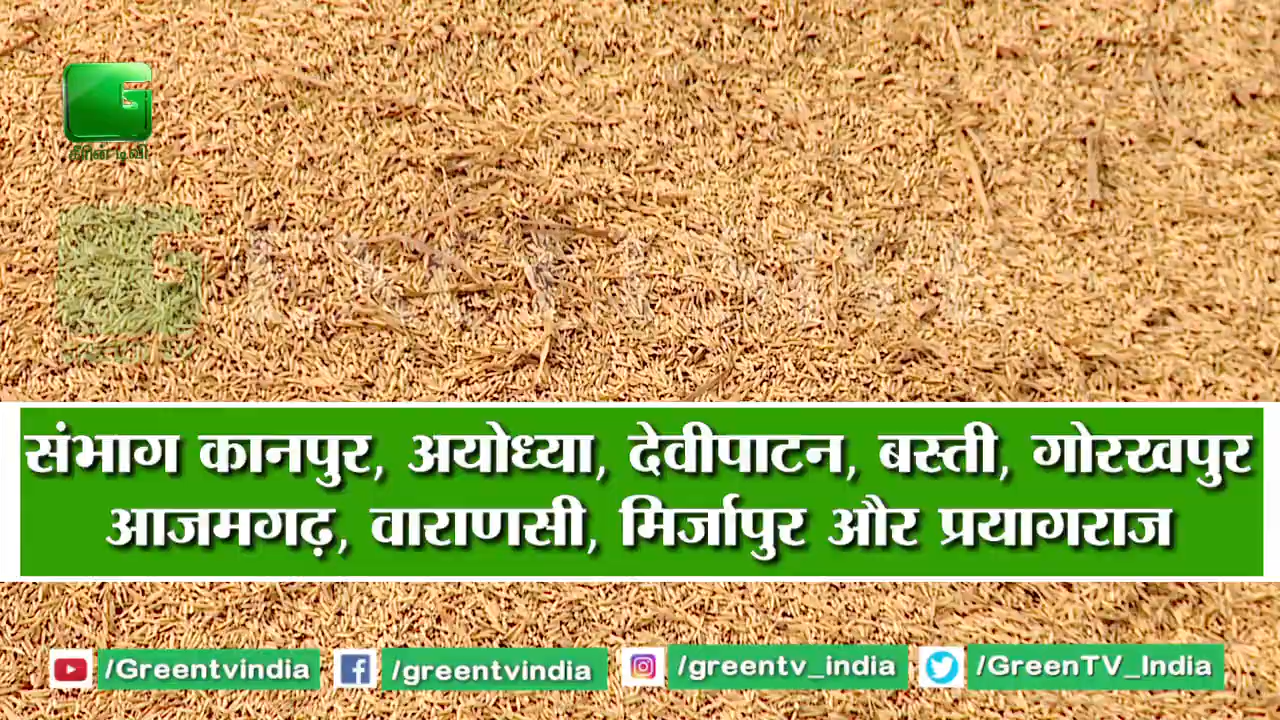 கிரீன் டிவி
संभाग कानपुर, अयोध्या, देवीपाटन, बस्ती, गोरखपुर
आजमगढ़, वाराणसी, मिर्जापुर और प्रयागराज
/Greentvindia
/greentvindia
/greentv_india
/GreenTV_India